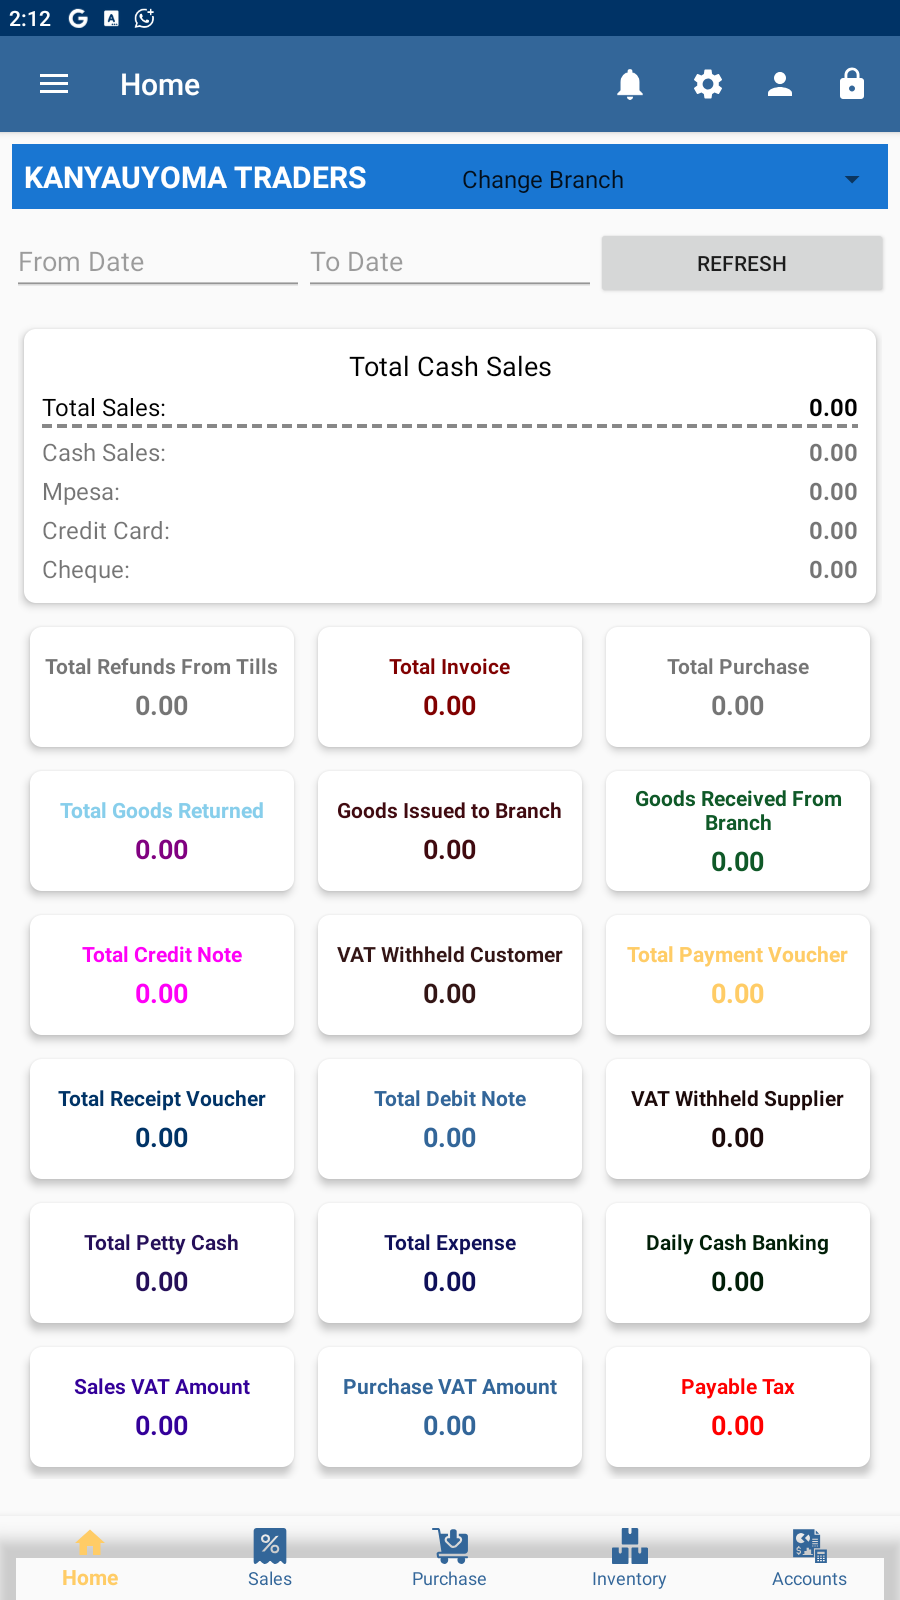 2:12
Home
KANYAUYOMA TRADERS
Change Branch
From Date
To Date
REFRESH
Total Cash Sales
Total Sales: 0.00
Cash Sales: 0.00
Mpesa: 0.00
Credit Card: 0.00
Cheque: 0.00
Total Refunds From Tills
0.00
Total Invoice
0.00
Total Purchase
0.00
Total Goods Returned
0.00
Goods Issued to Branch
0.00
Goods Received From
Branch
0.00
Total Credit Note
0.00
VAT Withheld Customer
0.00
Total Payment Voucher
0.00
Total Receipt Voucher
0.00
Total Debit Note
0.00
VAT Withheld Supplier
0.00
Total Petty Cash
0.00
Total Expense
0.00
Daily Cash Banking
0.00
Sales VAT Amount
0.00
Purchase VAT Amount
0.00
Payable Tax
0.00
Home
Sales
Purchase
Inventory
Accounts